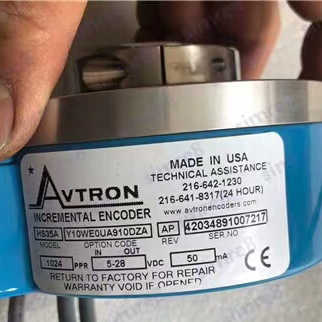 AVTRON
MADE IN USA
TECHNICAL ASSISTANCE
216-642-1230
216-641-8317(24 HOUR)
www.avtronencoders.com
INCREMENTAL ENCODER
HS35A Y10WE0UA910DZA AP 42034891007217
MODEL OPTION CODE REV SERIAL NO
IN OUT
1024 PPR 5-28 VDC 50 mA
RETURN TO FACTORY FOR REPAIR
WARRANTY VOID IF OPENED